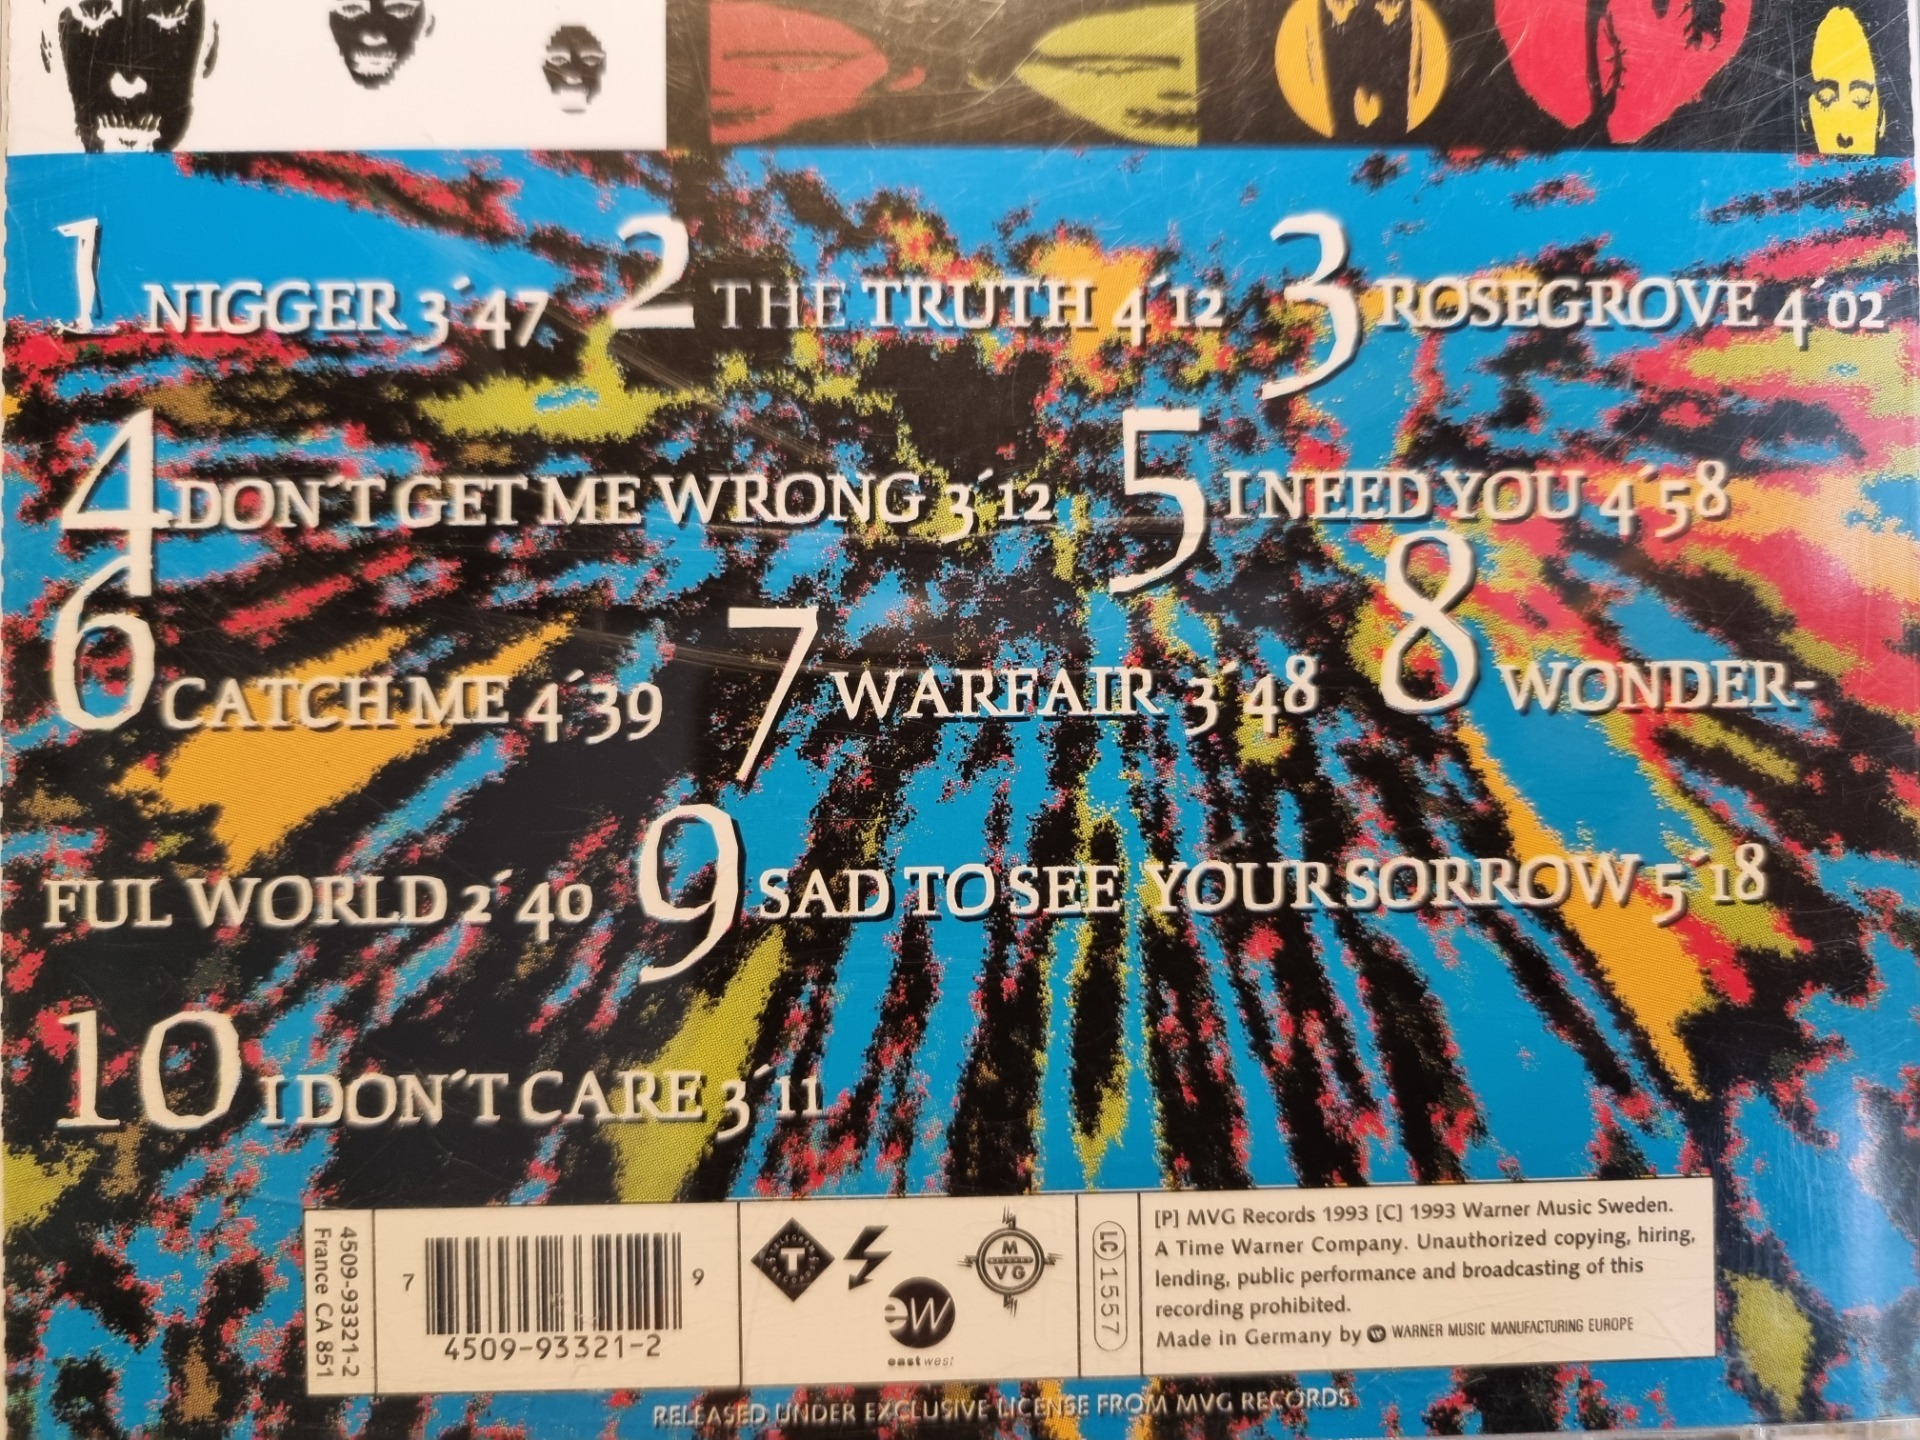 1 NIGGER 3´47 2 THE TRUTH 4´12 3 ROSEGROVE 4´02
4 DON´T GET ME WRONG 3´12 5 I NEED YOU 4´58
6 CATCH ME 4´39 7 WARFAIR 3´48 8 WONDER-
FUL WORLD 2´40 9 SAD TO SEE YOUR SORROW 5´18
10 I DON´T CARE 3´11
4509-93321-2
France CA 851
7 4509-93321-2 9
TELEGRAM RECORDS T
ew
eastwest
MVG
RECORDS
LC 1557
[P] MVG Records 1993 [C] 1993 Warner Music Sweden.
A Time Warner Company. Unauthorized copying, hiring,
lending, public performance and broadcasting of this
recording prohibited.
Made in Germany by WARNER MUSIC MANUFACTURING EUROPE
RELEASED UNDER EXCLUSIVE LICENSE FROM MVG RECORDS